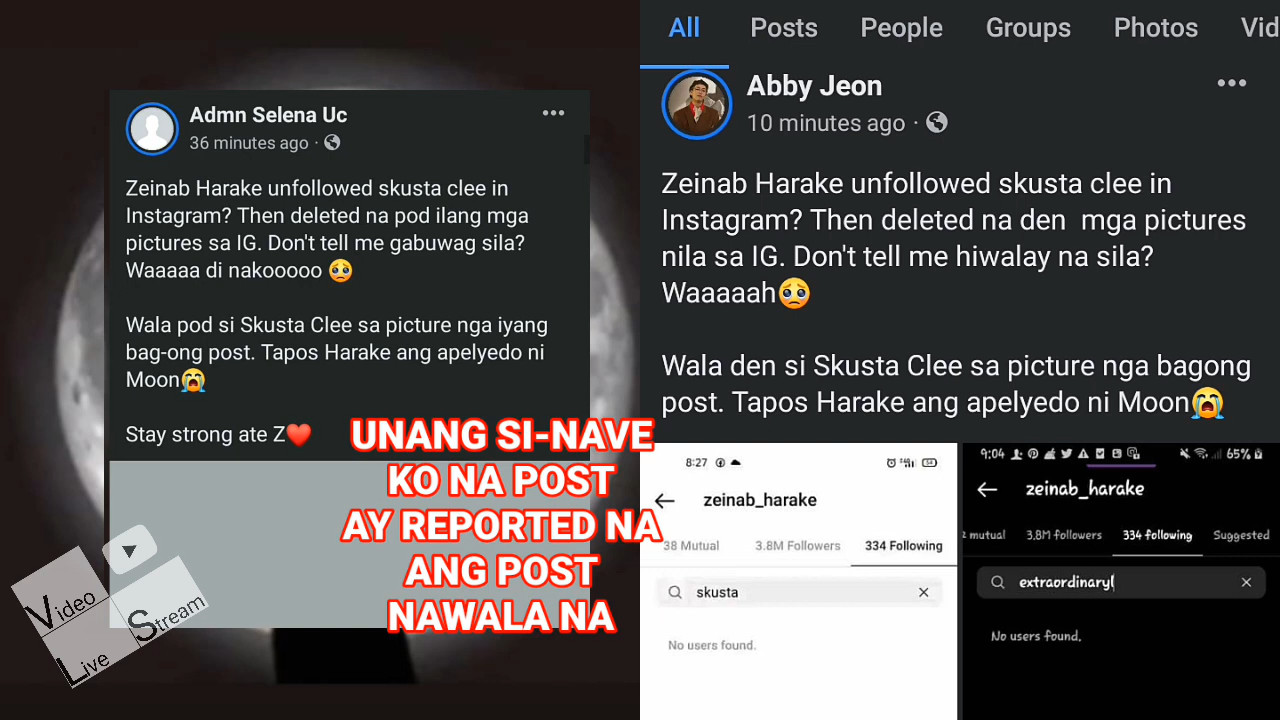 Admn Selena Uc
36 minutes ago ·
Zeinab Harake unfollowed skusta clee in
Instagram? Then deleted na pod ilang mga
pictures sa IG. Don't tell me gabuwag sila?
Waaaaa di nakooooo 🥺
Wala pod si Skusta Clee sa picture nga iyang
bag-ong post. Tapos Harake ang apelyedo ni
Moon😭
Stay strong ate Z❤️
UNANG SI-NAVE
KO NA POST
AY REPORTED NA
ANG POST
NAWALA NA
Video
Live
Stream
All Posts People Groups Photos Vid
Abby Jeon
10 minutes ago ·
Zeinab Harake unfollowed skusta clee in
Instagram? Then deleted na den  mga pictures
nila sa IG. Don't tell me hiwalay na sila?
Waaaaah🥺
Wala den si Skusta Clee sa picture nga bagong
post. Tapos Harake ang apelyedo ni Moon😭
8:27
54
zeinab_harake
38 Mutual 3.8M Followers 334 Following
skusta
No users found.
9:04 65%
zeinab_harake
mutual 3.8M followers 334 following Suggested
extraordinaryl
No users found.